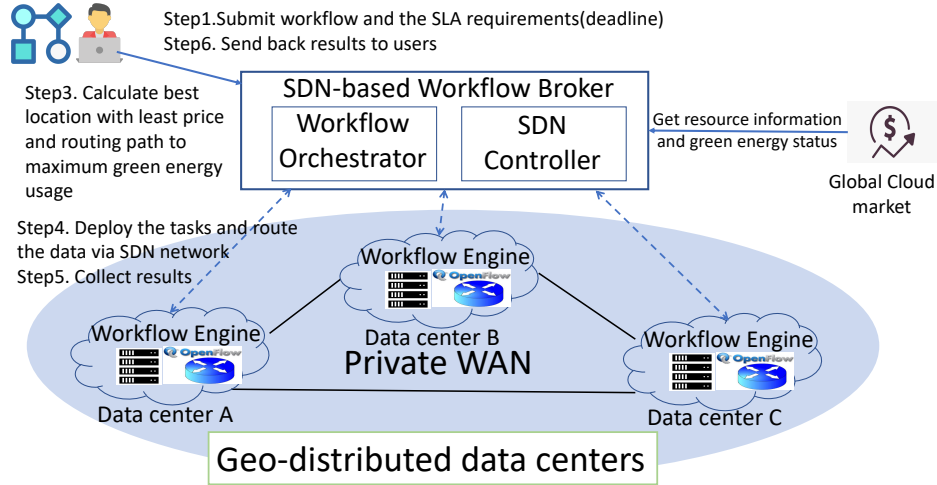 Step1.Submit workflow and the SLA requirements(deadline)
Step6. Send back results to users
SDN-based Workflow Broker
Workflow
Orchestrator
SDN
Controller
Step3. Calculate best
location with least price
and routing path to
maximum green energy
usage
Get resource information
and green energy status
$
Global Cloud
market
Step4. Deploy the tasks and route
the data via SDN network
Step5. Collect results
Workflow Engine
OpenFlow
Data center B
Workflow Engine
OpenFlow
Data center A
Workflow Engine
OpenFlow
Data center C
Private WAN
Geo-distributed data centers